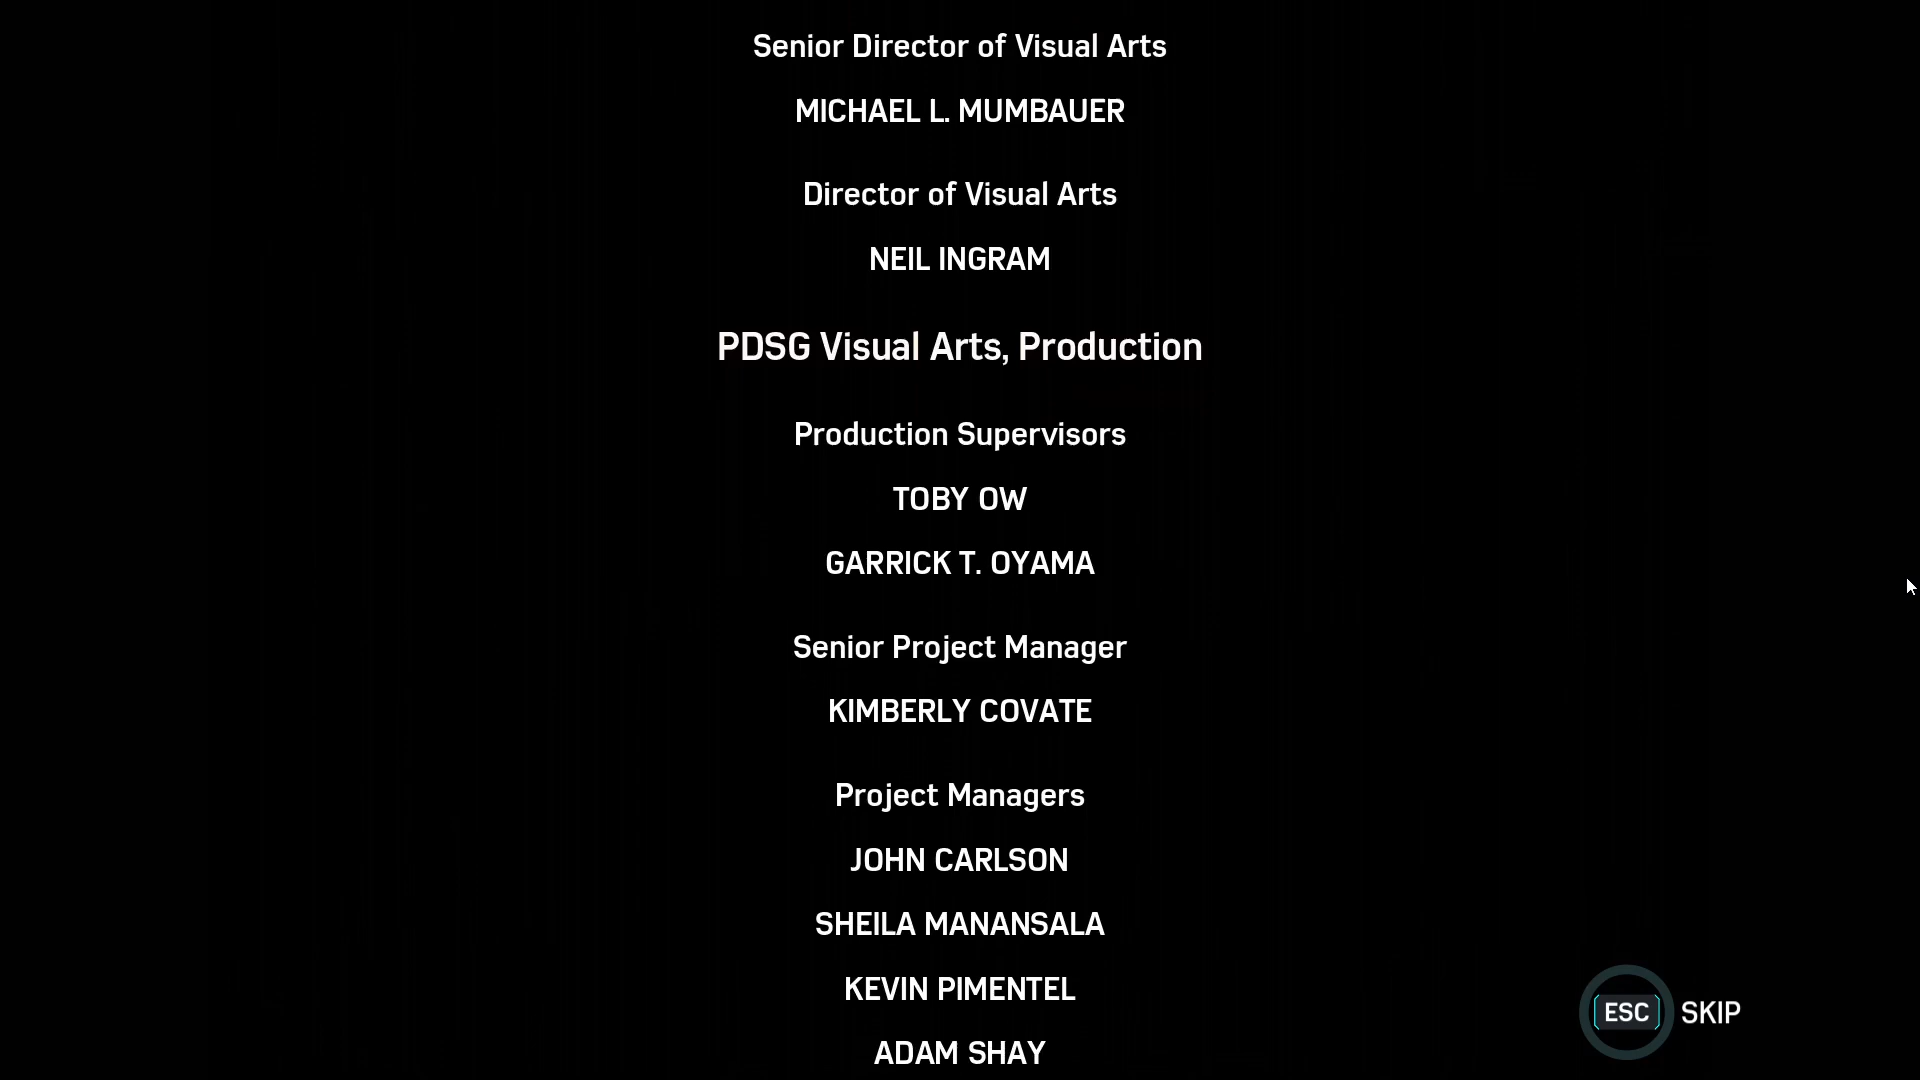 Senior Director of Visual Arts
MICHAEL L. MUMBAUER
Director of Visual Arts
NEIL INGRAM
PDSG Visual Arts, Production
Production Supervisors
TOBY OW
GARRICK T. OYAMA
Senior Project Manager
KIMBERLY COVATE
Project Managers
JOHN CARLSON
SHEILA MANANSALA
KEVIN PIMENTEL
ESC SKIP
ADAM SHAY